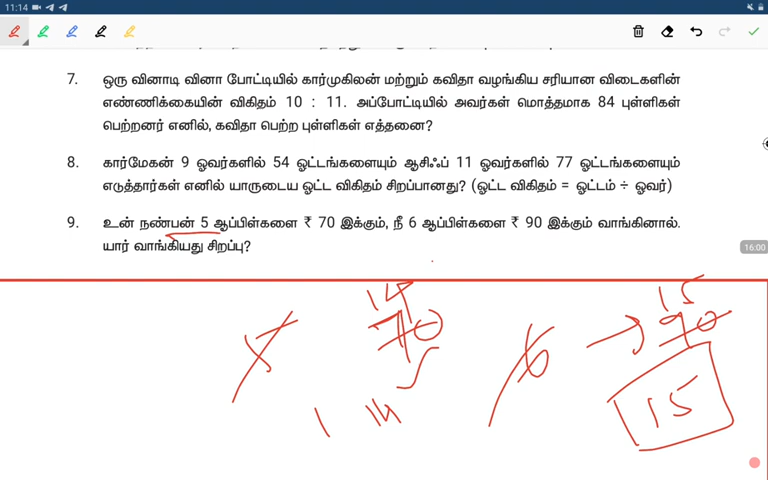 11:14
7. ஒரு வினாடி வினா போட்டியில் கார்முகிலன் மற்றும் கவிதா வழங்கிய சரியான விடைகளின்
எண்ணிக்கையின் விகிதம் 10 : 11. அப்போட்டியில் அவர்கள் மொத்தமாக 84 புள்ளிகள்
பெற்றனர் எனில், கவிதா பெற்ற புள்ளிகள் எத்தனை?
8. கார்மேகன் 9 ஓவர்களில் 54 ஓட்டங்களையும் ஆசிஃப் 11 ஓவர்களில் 77 ஓட்டங்களையும்
எடுத்தார்கள் எனில் யாருடைய ஓட்ட விகிதம் சிறப்பானது? (ஓட்ட விகிதம் = ஓட்டம் ÷ ஓவர்)
9. உன் நண்பன் 5 ஆப்பிள்களை ₹ 70 இக்கும், நீ 6 ஆப்பிள்களை ₹ 90 இக்கும் வாங்கினால்.
யார் வாங்கியது சிறப்பு?
16:00
14 15
5 70 6 → 90
1 14 15